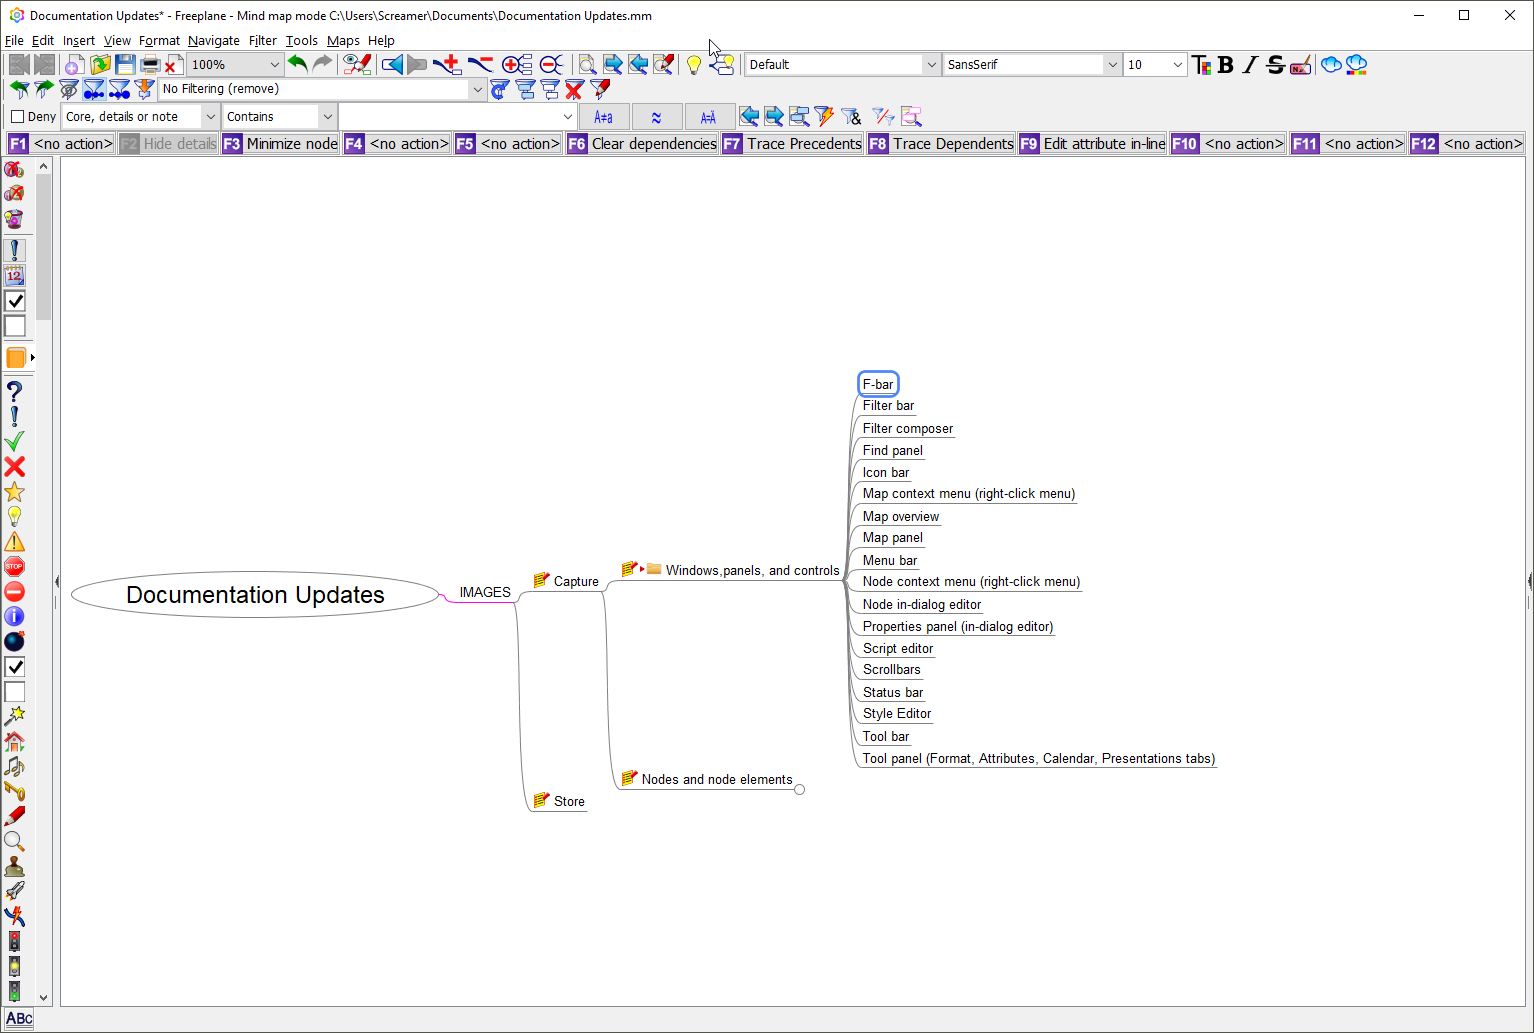 Documentation Updates* - Freeplane - Mind map mode C:\Users\Screamer\Documents\Documentation Updates.mm
File Edit Insert View Format Navigate Filter Tools Maps Help
100% Default SansSerif 10 T B I S
No Filtering (remove)
Deny Core, details or note Contains A≠a ≈ A=Ä
F1 <no action> F2 Hide details F3 Minimize node F4 <no action> F5 <no action> F6 Clear dependencies F7 Trace Precedents F8 Trace Dependents F9 Edit attribute in-line F10 <no action> F11 <no action> F12 <no action>
12
STOP
F-bar
Filter bar
Filter composer
Find panel
Icon bar
Map context menu (right-click menu)
Map overview
Map panel
Menu bar
Node context menu (right-click menu)
Node in-dialog editor
Properties panel (in-dialog editor)
Script editor
Scrollbars
Status bar
Style Editor
Tool bar
Tool panel (Format, Attributes, Calendar, Presentations tabs)
Windows,panels, and controls
Capture
IMAGES
Documentation Updates
Nodes and node elements
Store
ABC